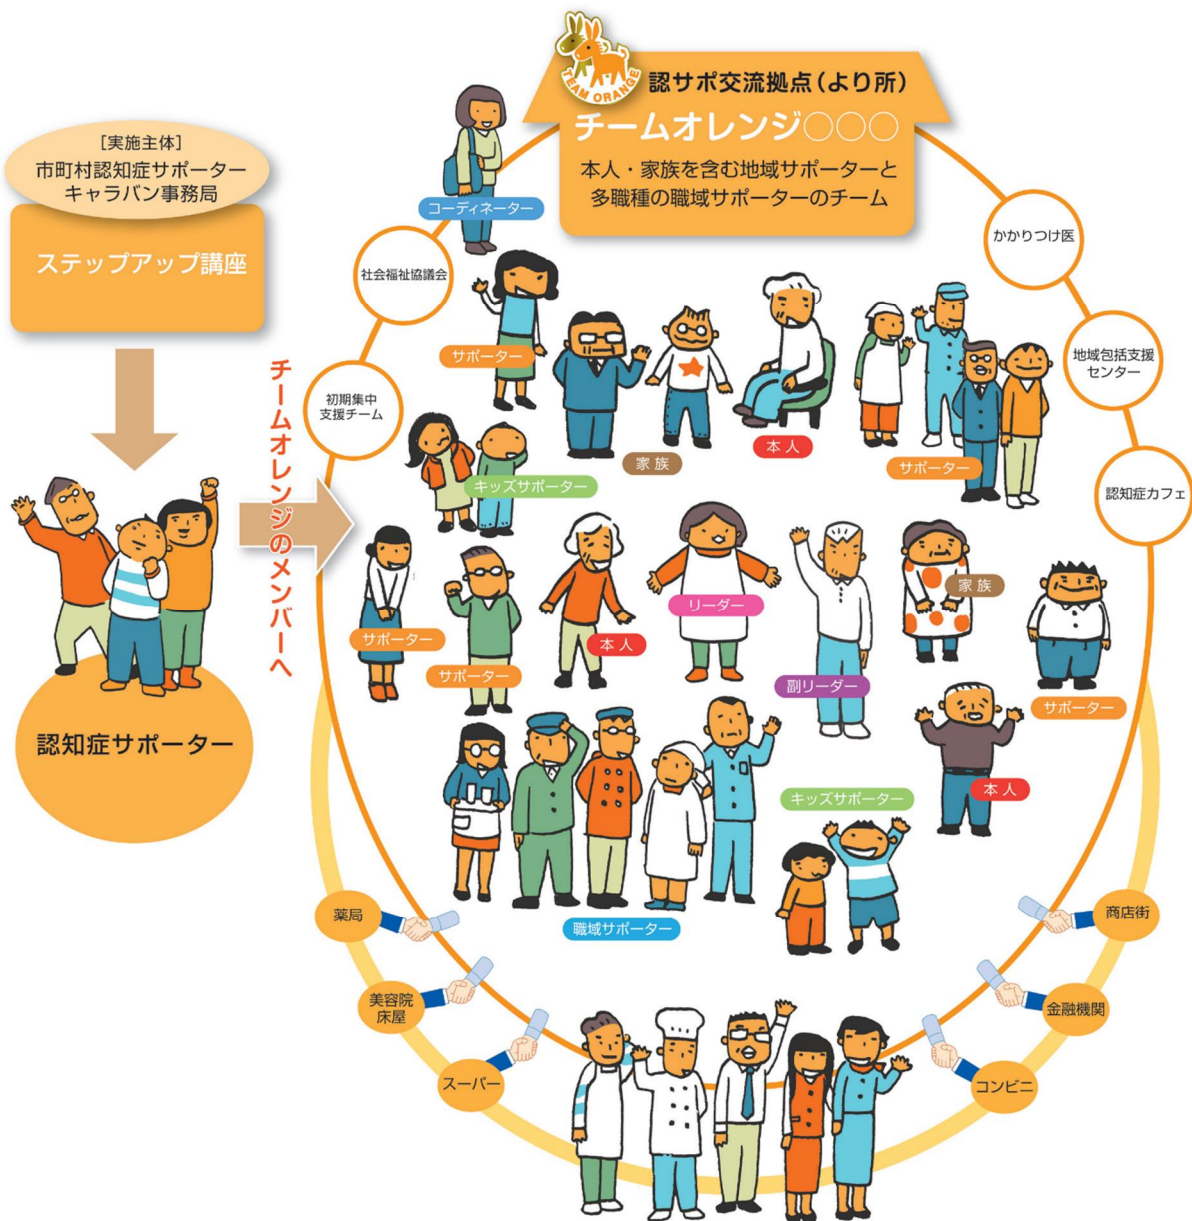 TEAM ORANGE
認サポ交流拠点(より所)
チームオレンジ○○○
本人・家族を含む地域サポーターと
多職種の職域サポーターのチーム
[実施主体]
市町村認知症サポーター
キャラバン事務局
ステップアップ講座
認知症サポーター
チームオレンジのメンバーへ
コーディネーター
社会福祉協議会
初期集中
支援チーム
かかりつけ医
地域包括支援
センター
認知症カフェ
サポーター
家族
本人
サポーター
キッズサポーター
サポーター
サポーター
本人
リーダー
副リーダー
家族
サポーター
本人
キッズサポーター
職域サポーター
薬局
美容院
床屋
スーパー
商店街
金融機関
コンビニ